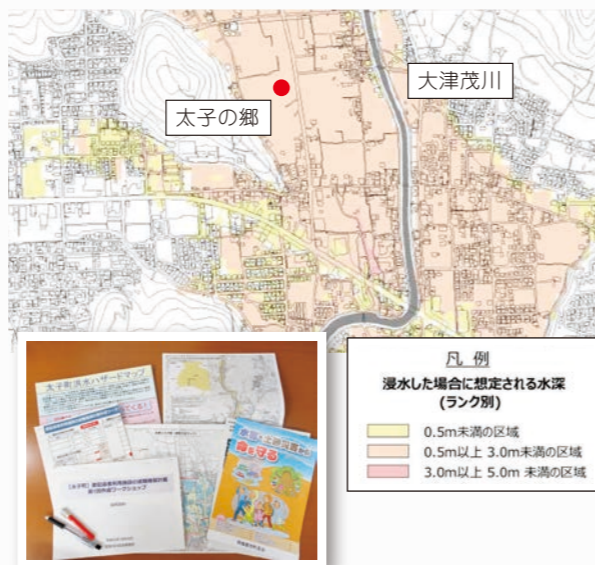 大津茂川
太子の郷
凡 例
浸水した場合に想定される水深
(ランク別)
0.5m未満の区域
0.5m以上 3.0m未満の区域
3.0m以上 5.0m 未満の区域
太子町洪水ハザードマップ
命を守る